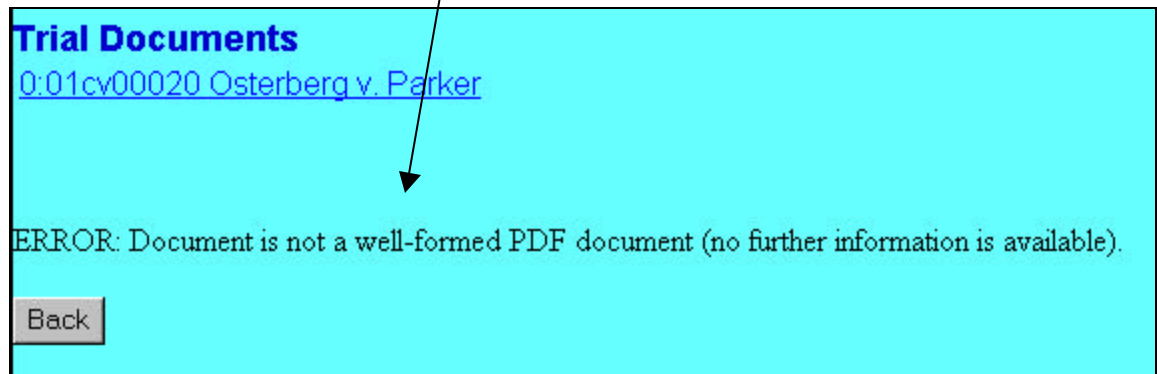 Trial Documents
0:01cv00020 Osterberg v. Parker
ERROR: Document is not a well-formed PDF document (no further information is available).
Back